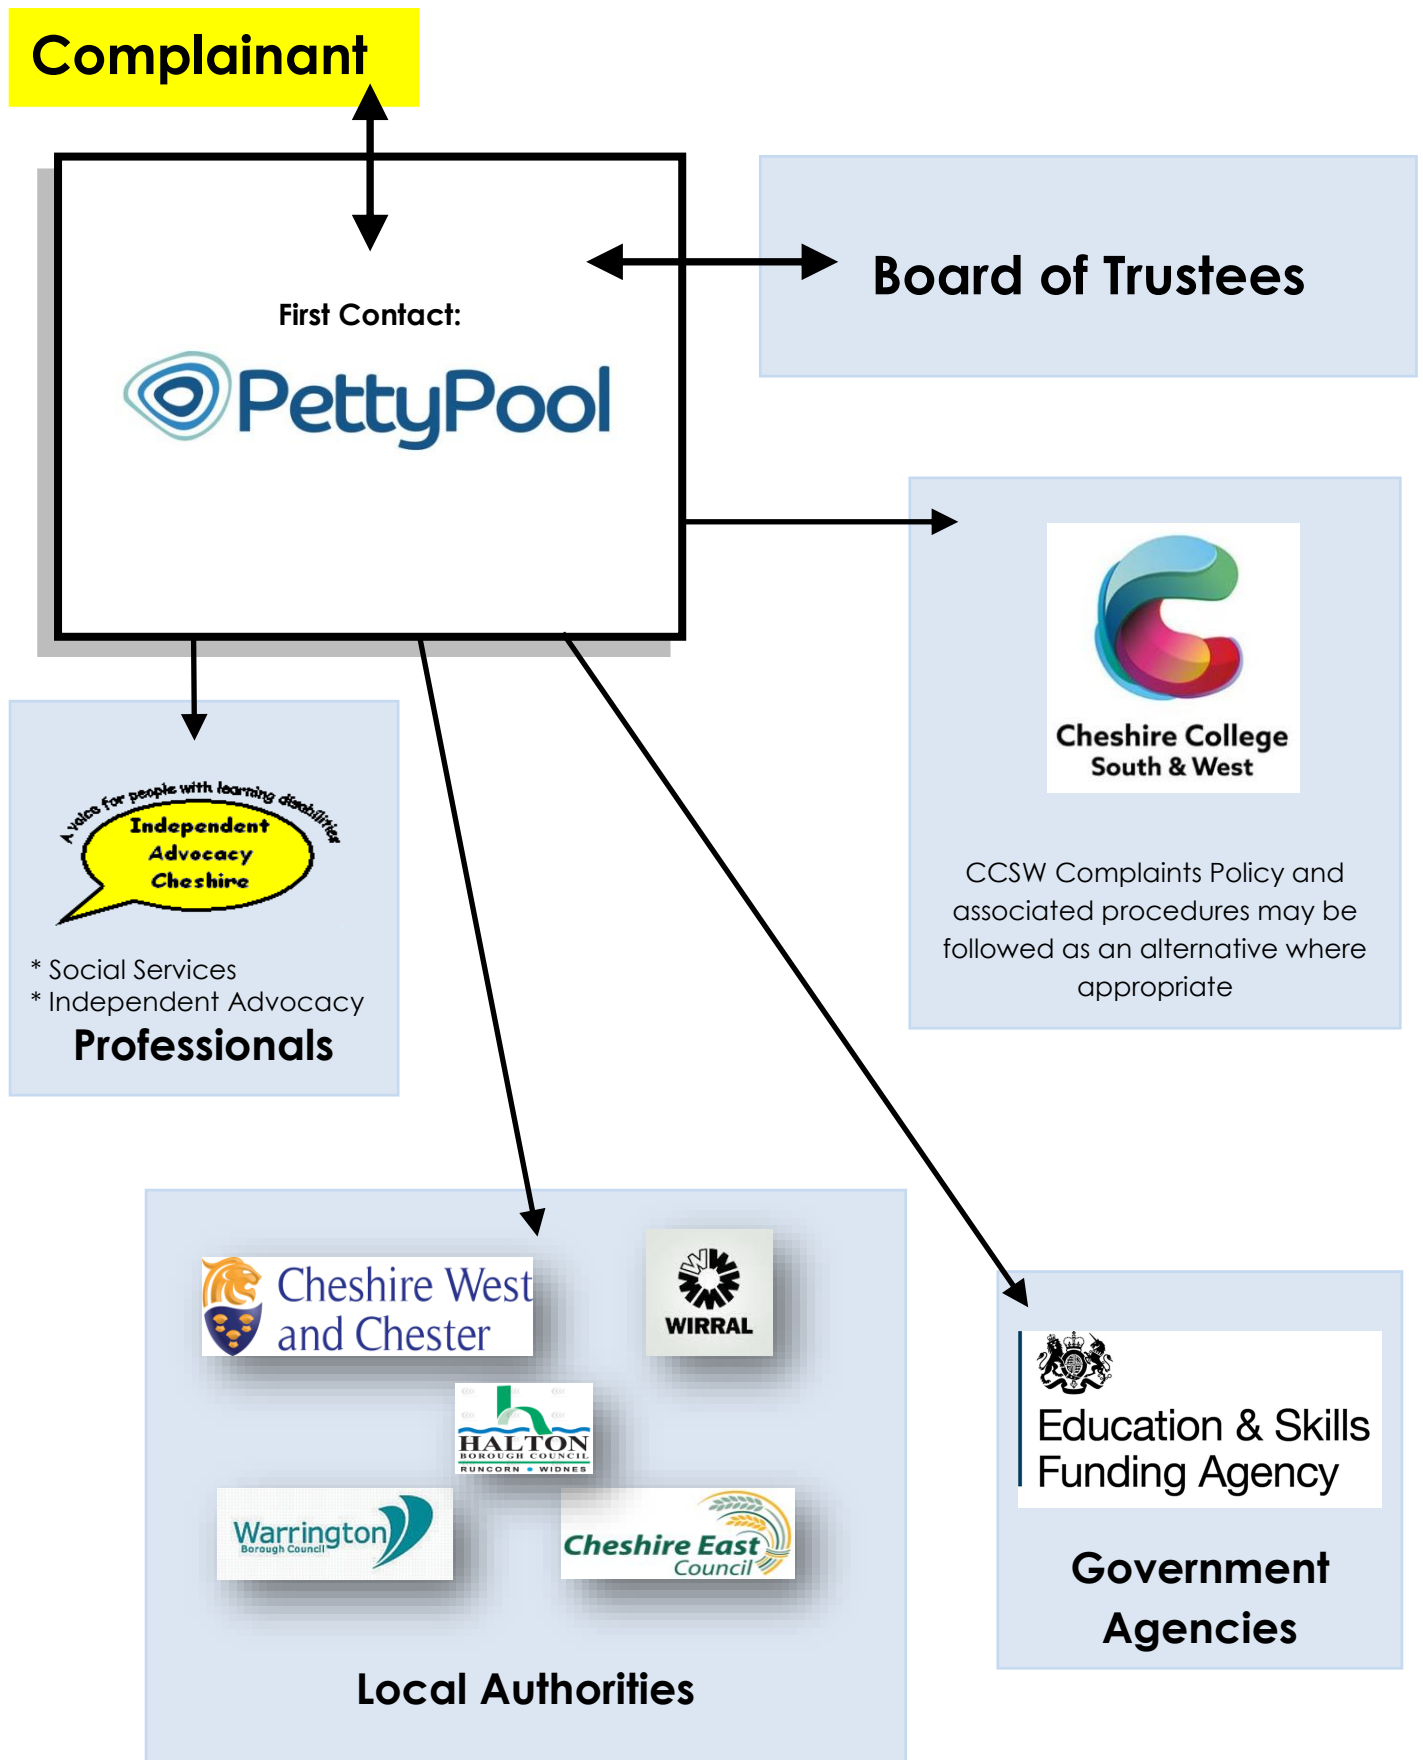 Complainant
First Contact:
PettyPool
Board of Trustees
Cheshire College
South & West
CCSW Complaints Policy and
associated procedures may be
followed as an alternative where
appropriate
A voice for people with learning disabilities
Independent
Advocacy
Cheshire
* Social Services
* Independent Advocacy
Professionals
Cheshire West
and Chester
WIRRAL
HALTON
BOROUGH COUNCIL
RUNCORN • WIDNES
Warrington
Borough Council
Cheshire East
Council
Local Authorities
Education & Skills
Funding Agency
Government
Agencies